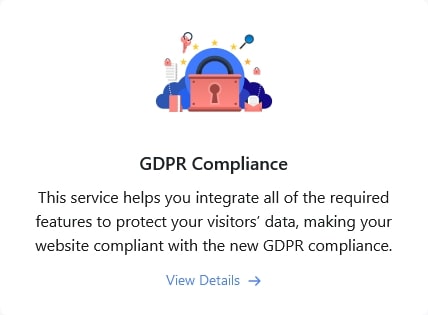 GDPR Compliance
This service helps you integrate all of the required
features to protect your visitors’ data, making your
website compliant with the new GDPR compliance.
View Details →